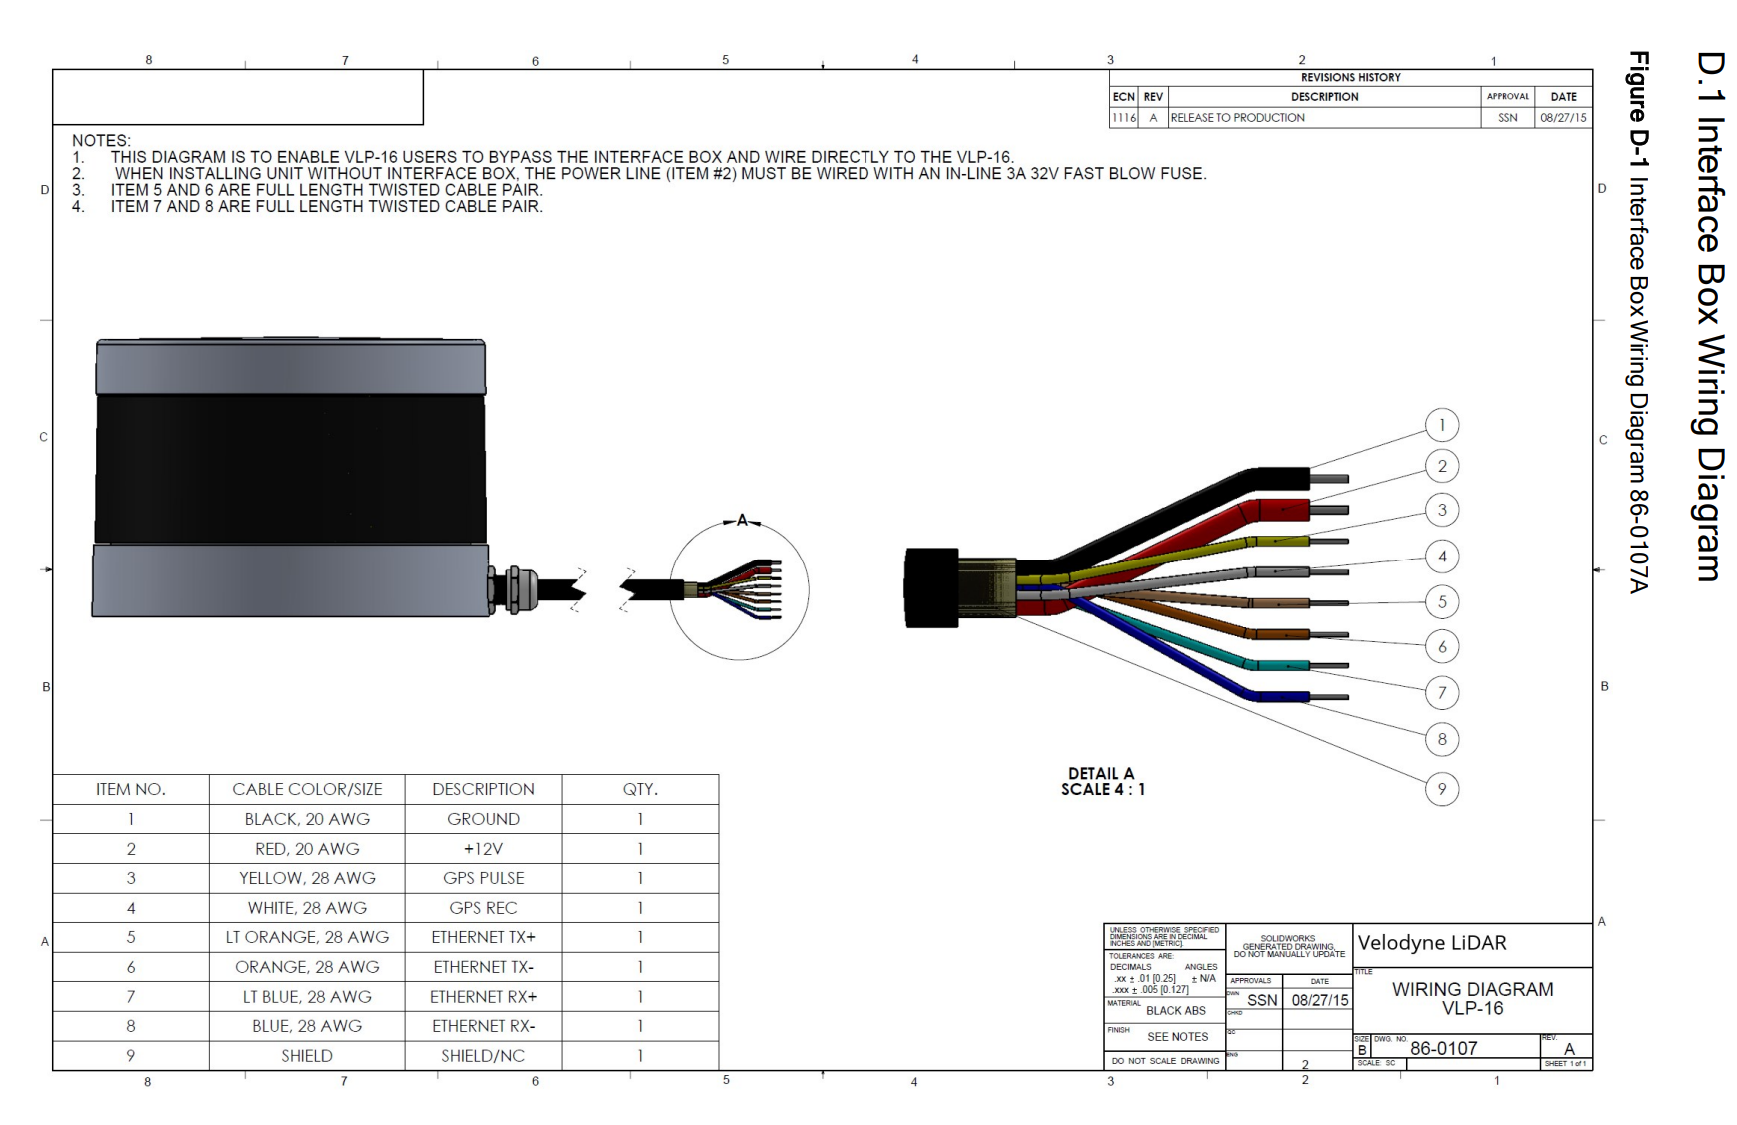 D.1 Interface Box Wiring Diagram
Figure D-1 Interface Box Wiring Diagram 86-0107A
8 7 6 5 4 3 2 1
REVISIONS HISTORY
ECN REV DESCRIPTION APPROVAL DATE
1116 A RELEASE TO PRODUCTION SSN 08/27/15
NOTES:
1. THIS DIAGRAM IS TO ENABLE VLP-16 USERS TO BYPASS THE INTERFACE BOX AND WIRE DIRECTLY TO THE VLP-16.
2. WHEN INSTALLING UNIT WITHOUT INTERFACE BOX, THE POWER LINE (ITEM #2) MUST BE WIRED WITH AN IN-LINE 3A 32V FAST BLOW FUSE.
3. ITEM 5 AND 6 ARE FULL LENGTH TWISTED CABLE PAIR.
4. ITEM 7 AND 8 ARE FULL LENGTH TWISTED CABLE PAIR.
D D
C C
B B
A A
A
1
2
3
4
5
6
7
8
9
DETAIL A
SCALE 4 : 1
ITEM NO. CABLE COLOR/SIZE DESCRIPTION QTY.
1 BLACK, 20 AWG GROUND 1
2 RED, 20 AWG +12V 1
3 YELLOW, 28 AWG GPS PULSE 1
4 WHITE, 28 AWG GPS REC 1
5 LT ORANGE, 28 AWG ETHERNET TX+ 1
6 ORANGE, 28 AWG ETHERNET TX- 1
7 LT BLUE, 28 AWG ETHERNET RX+ 1
8 BLUE, 28 AWG ETHERNET RX- 1
9 SHIELD SHIELD/NC 1
UNLESS OTHERWISE SPECIFIED
DIMENSIONS ARE IN DECIMAL
INCHES AND [METRIC].
TOLERANCES ARE:
DECIMALS ANGLES
.xx ± .01 [0.25] ± N/A
.xxx ± .005 [0.127]
MATERIAL
BLACK ABS
FINISH
SEE NOTES
DO NOT SCALE DRAWING
SOLIDWORKS
GENERATED DRAWING,
DO NOT MANUALLY UPDATE
APPROVALS DATE
DWN SSN 08/27/15
CHKD
QC
ENG
2
Velodyne LiDAR
TITLE
WIRING DIAGRAM
VLP-16
SIZE DWG. NO. REV.
B 86-0107 A
SCALE: SC SHEET 1 of 1
8 7 6 5 4 3 2 1